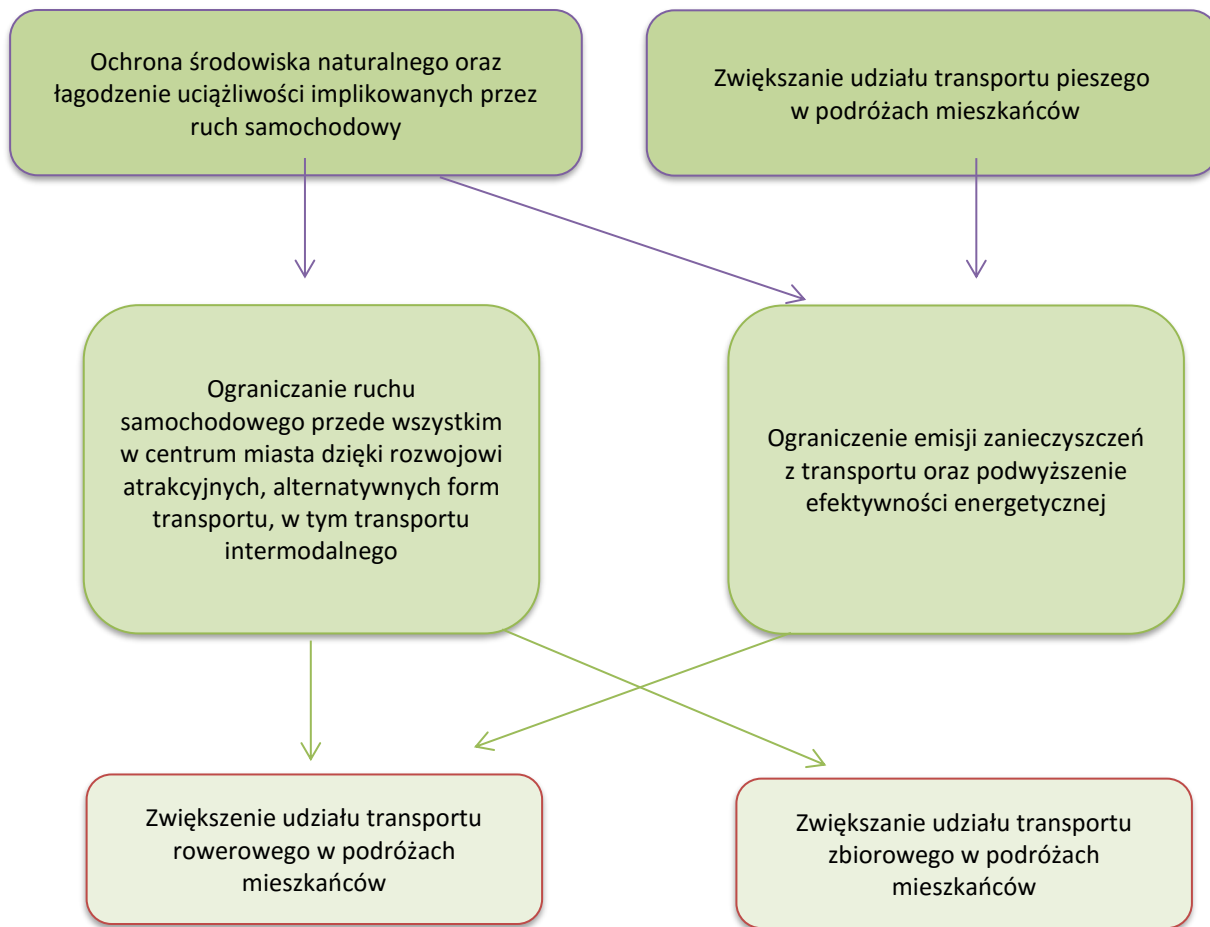 Ochrona środowiska naturalnego oraz
łagodzenie uciążliwości implikowanych przez
ruch samochodowy
Zwiększanie udziału transportu pieszego
w podróżach mieszkańców
Ograniczanie ruchu
samochodowego przede wszystkim
w centrum miasta dzięki rozwojowi
atrakcyjnych, alternatywnych form
transportu, w tym transportu
intermodalnego
Ograniczenie emisji zanieczyszczeń
z transportu oraz podwyższenie
efektywności energetycznej
Zwiększenie udziału transportu
rowerowego w podróżach
mieszkańców
Zwiększanie udziału transportu
zbiorowego w podróżach
mieszkańców